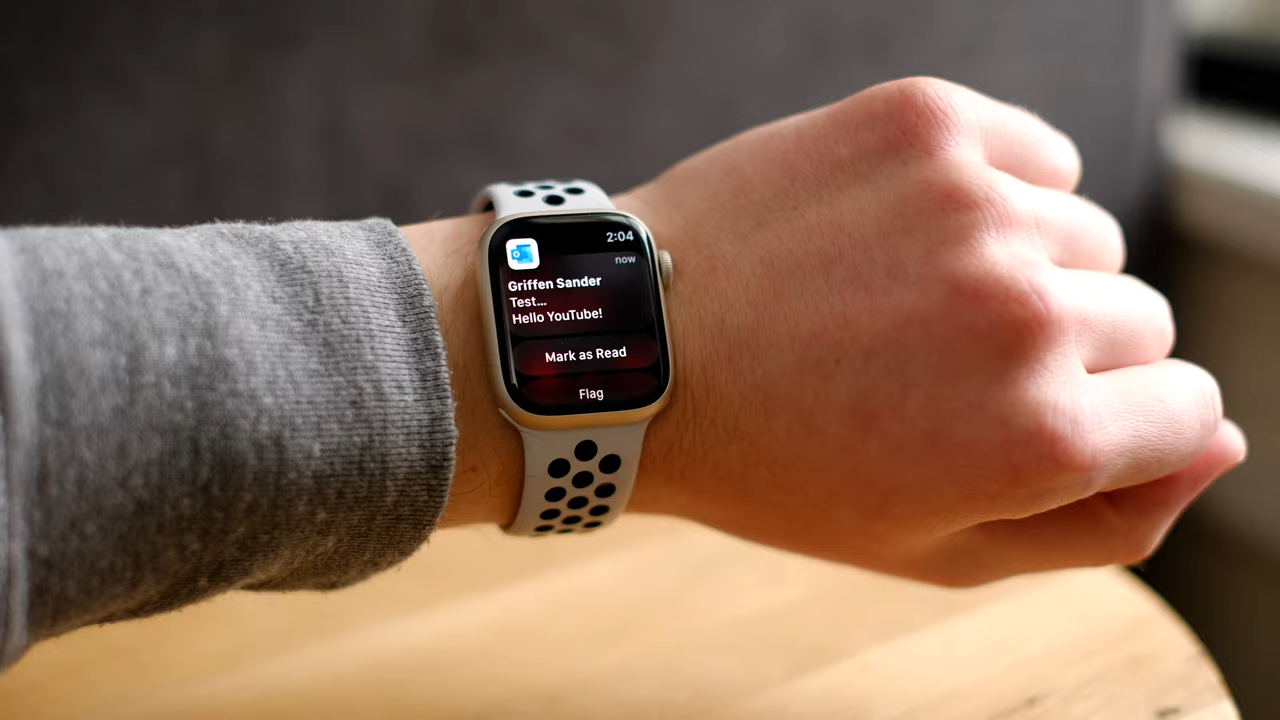 2:04
now
Griffen Sander
Test...
Hello YouTube!
Mark as Read
Flag